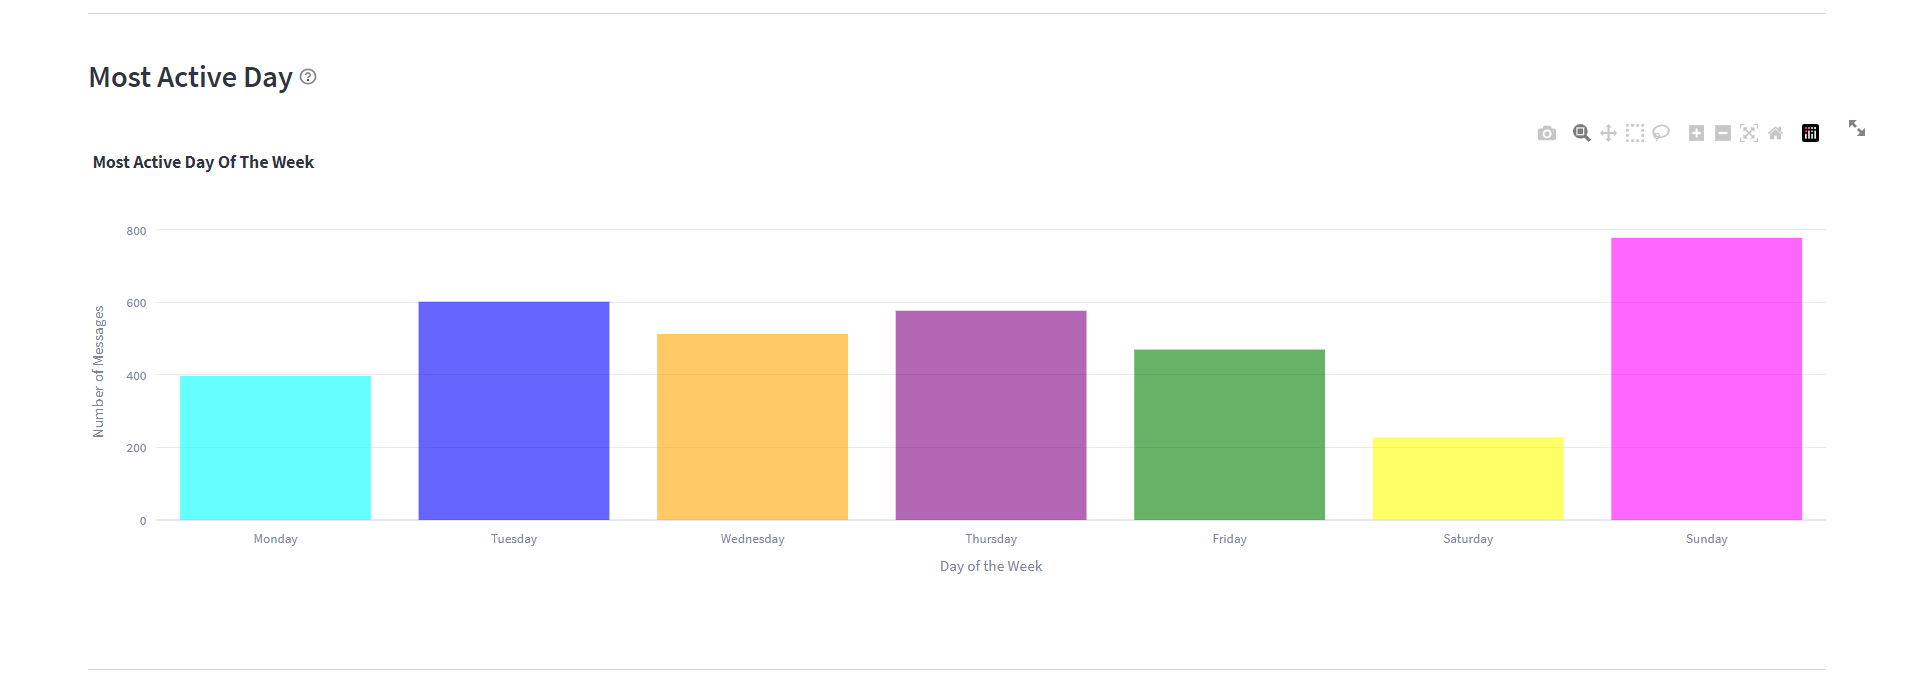 Most Active Day
Most Active Day Of The Week
800
600
400
200
0
Number of Messages
Monday Tuesday Wednesday Thursday Friday Saturday Sunday
Day of the Week